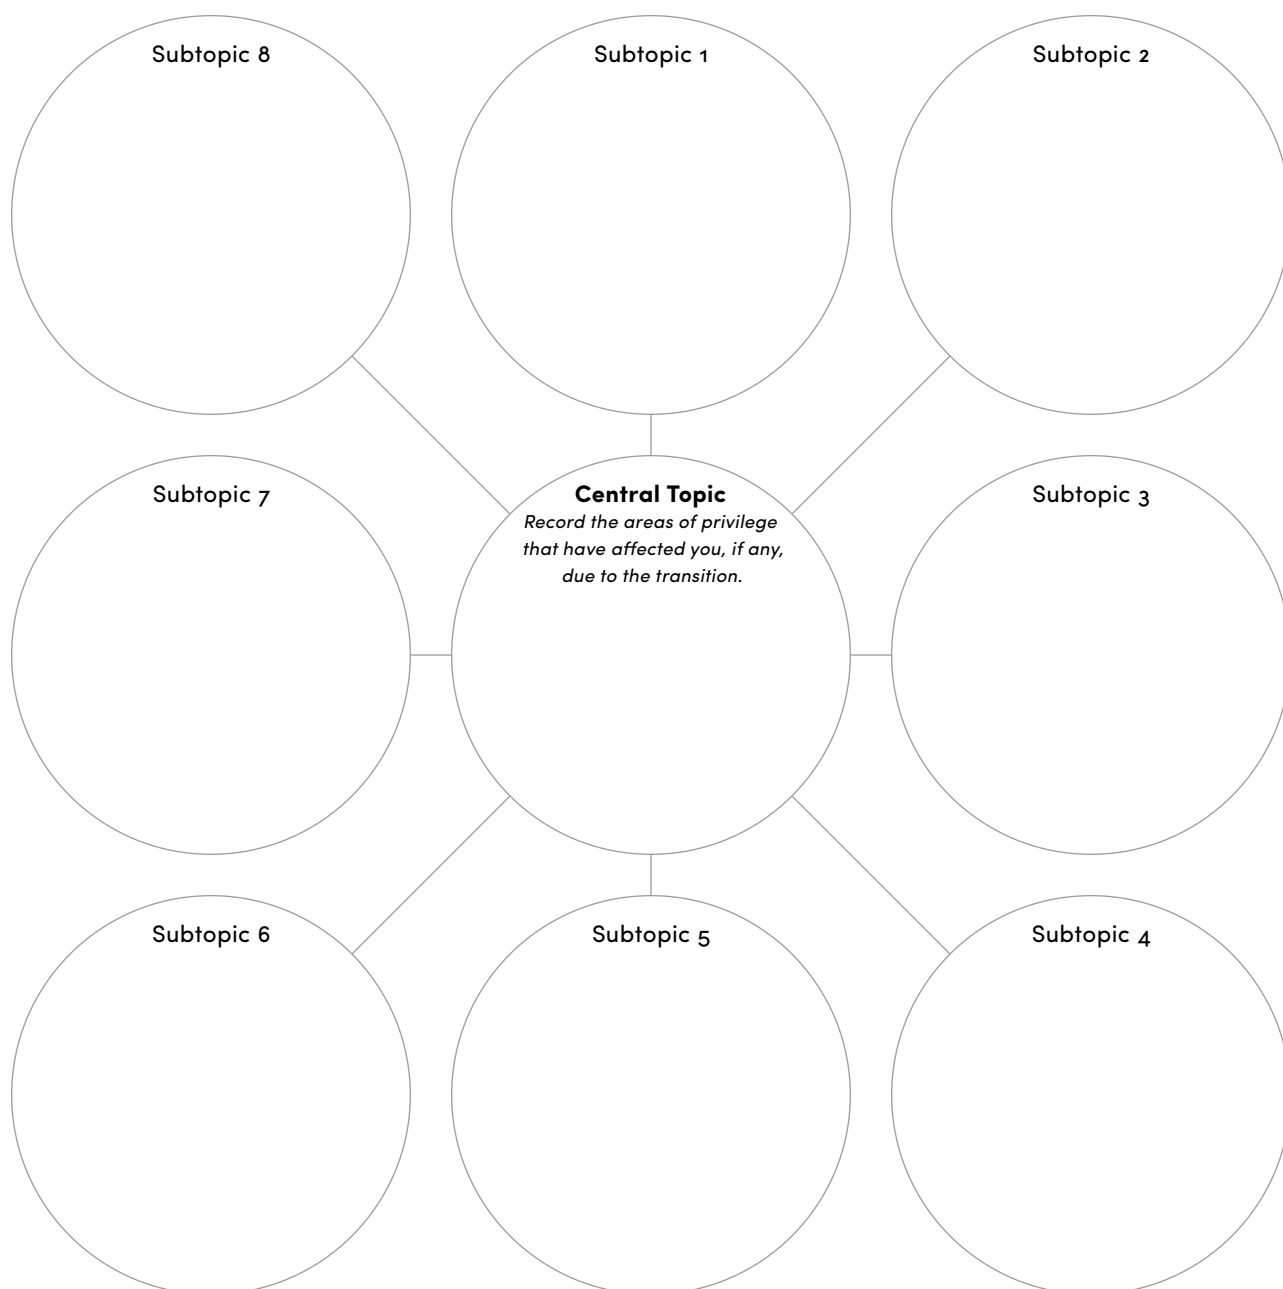 Subtopic 8
Subtopic 1
Subtopic 2
Subtopic 7
Central Topic
Record the areas of privilege
that have affected you, if any,
due to the transition.
Subtopic 3
Subtopic 6
Subtopic 5
Subtopic 4